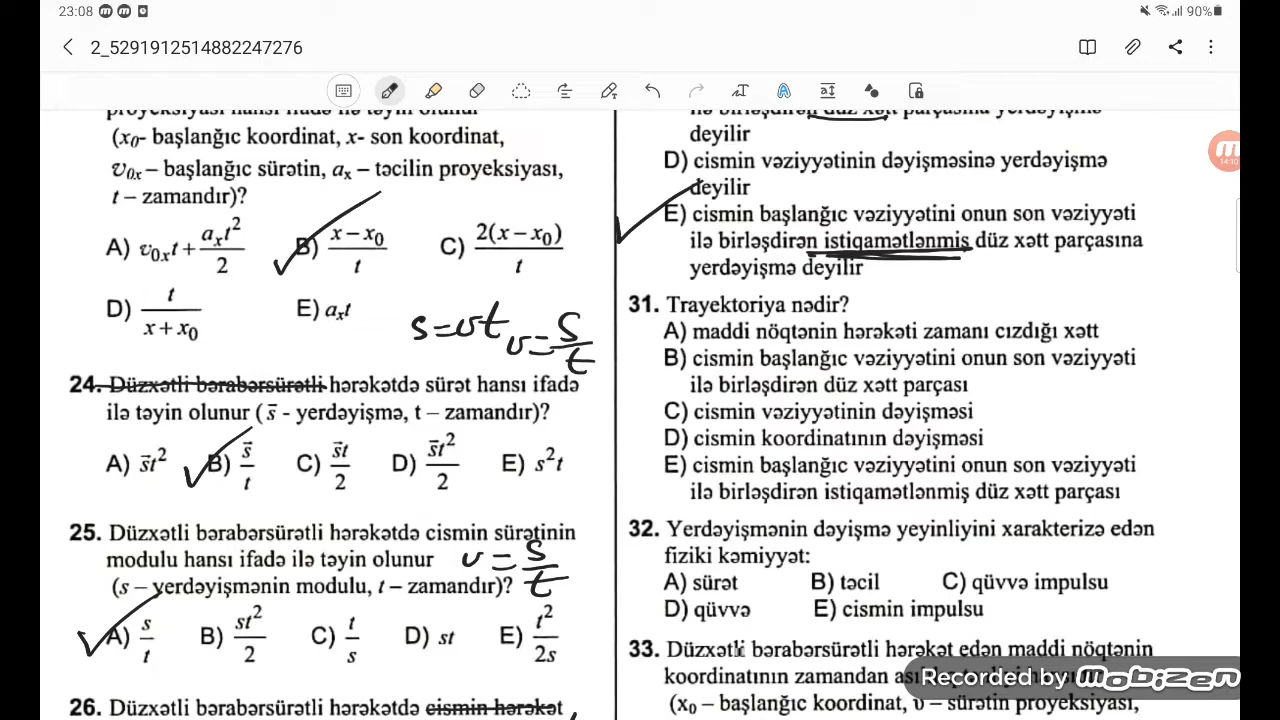 23:08
90%
2_5291912514882247276
14:10
(x₀- başlanğıc koordinat, x- son koordinat,
υ₀ₓ – başlanğıc sürətin, aₓ – təcilin proyeksiyası,
t – zamandır)?
A) υ₀ₓt + aₓt²/2 B) x – x₀/t C) 2(x – x₀)/t
D) t/x + x₀ E) aₓt
s=υt υ=s/t
24. Düzxətli bərabərsürətli hərəkətdə sürət hansı ifadə
ilə təyin olunur (s⃗ - yerdəyişmə, t – zamandır)?
A) s⃗t² B) s⃗/t C) s⃗t/2 D) s⃗t²/2 E) s²t
25. Düzxətli bərabərsürətli hərəkətdə cismin sürətinin
modulu hansı ifadə ilə təyin olunur υ=s/t
(s – yerdəyişmənin modulu, t – zamandır)?
A) s/t B) st²/2 C) t/s D) st E) t²/2s
26. Düzxətli bərabərsürətli hərəkətdə cismin hərəkət
ilə birləşdirən düz xətt parçasına yerdəyişmə
deyilir
D) cismin vəziyyətinin dəyişməsinə yerdəyişmə
deyilir
E) cismin başlanğıc vəziyyətini onun son vəziyyəti
ilə birləşdirən istiqamətlənmiş düz xətt parçasına
yerdəyişmə deyilir
31. Trayektoriya nədir?
A) maddi nöqtənin hərəkəti zamanı cızdığı xətt
B) cismin başlanğıc vəziyyətini onun son vəziyyəti
ilə birləşdirən düz xətt parçası
C) cismin vəziyyətinin dəyişməsi
D) cismin koordinatının dəyişməsi
E) cismin başlanğıc vəziyyətini onun son vəziyyəti
ilə birləşdirən istiqamətlənmiş düz xətt parçası
32. Yerdəyişmənin dəyişmə yeyinliyini xarakterizə edən
fiziki kəmiyyət:
A) sürət B) təcil C) qüvvə impulsu
D) qüvvə E) cismin impulsu
33. Düzxətli bərabərsürətli hərəkət edən maddi nöqtənin
koordinatının zamandan
(x₀ – başlanğıc koordinat, υ – sürətin proyeksiyası,
Recorded by mobizen